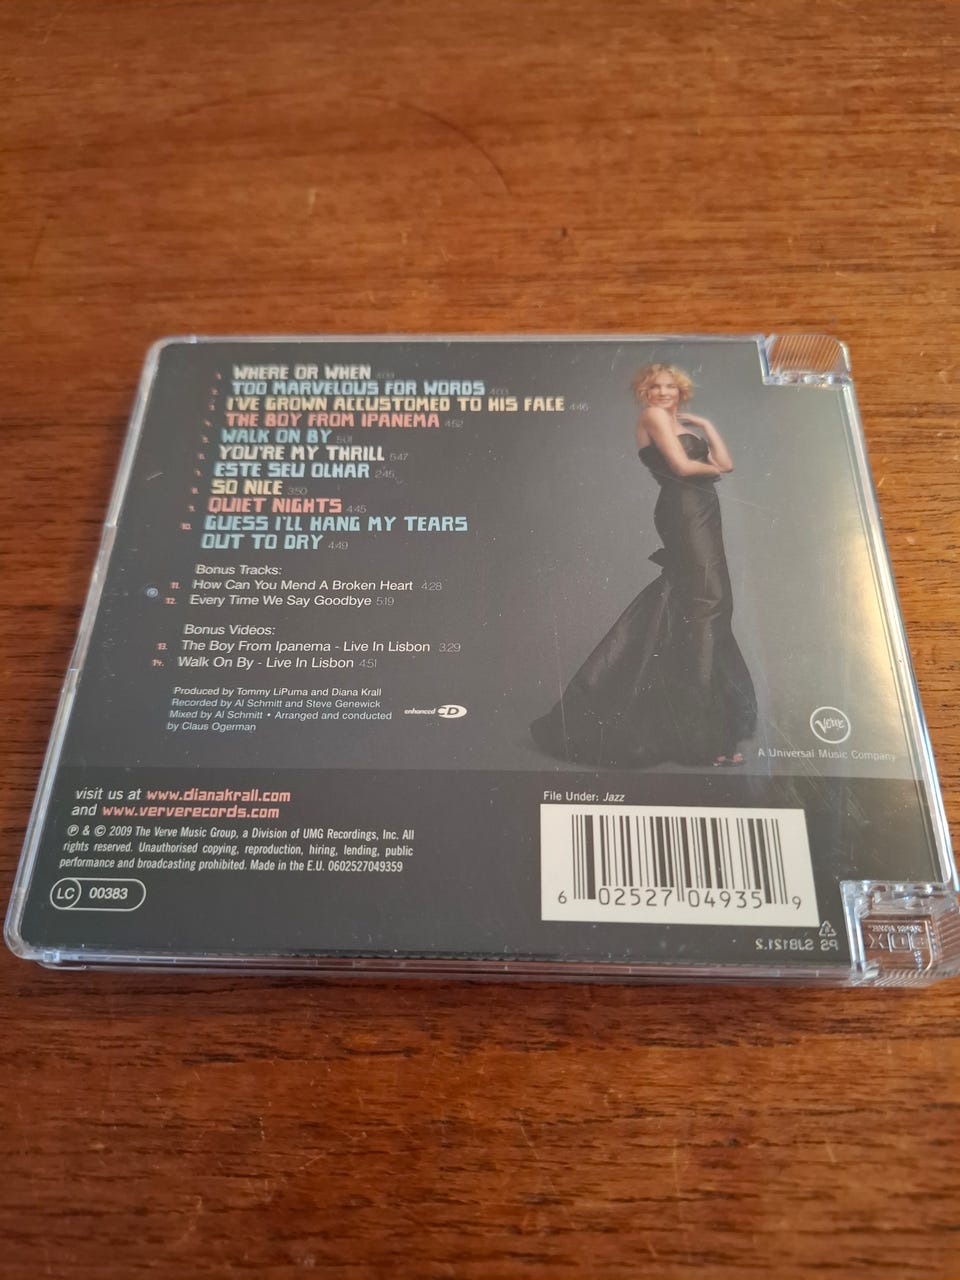 1. WHERE OR WHEN
2. TOO MARVELOUS FOR WORDS 4:03
3. I'VE GROWN ACCUSTOMED TO HIS FACE 4:46
4. THE BOY FROM IPANEMA 4:52
5. WALK ON BY 5:01
6. YOU'RE MY THRILL 5:47
7. ESTE SEU OLHAR 2:45
8. SO NICE 3:50
9. QUIET NIGHTS 4:45
10. GUESS I'LL HANG MY TEARS
OUT TO DRY 4:49
Bonus Tracks:
11. How Can You Mend A Broken Heart 4:28
12. Every Time We Say Goodbye 5:19
Bonus Videos:
13. The Boy From Ipanema - Live In Lisbon 3:29
14. Walk On By - Live In Lisbon 4:51
Produced by Tommy LiPuma and Diana Krall
Recorded by Al Schmitt and Steve Genewick
Mixed by Al Schmitt • Arranged and conducted
by Claus Ogerman
enhanced CD
Verve
A Universal Music Company
visit us at www.dianakrall.com
and www.ververecords.com
℗ & © 2009 The Verve Music Group, a Division of UMG Recordings, Inc. All
rights reserved. Unauthorised copying, reproduction, hiring, lending, public
performance and broadcasting prohibited. Made in the E.U. 0602527049359
LC 00383
File Under: Jazz
6 02527 04935 9